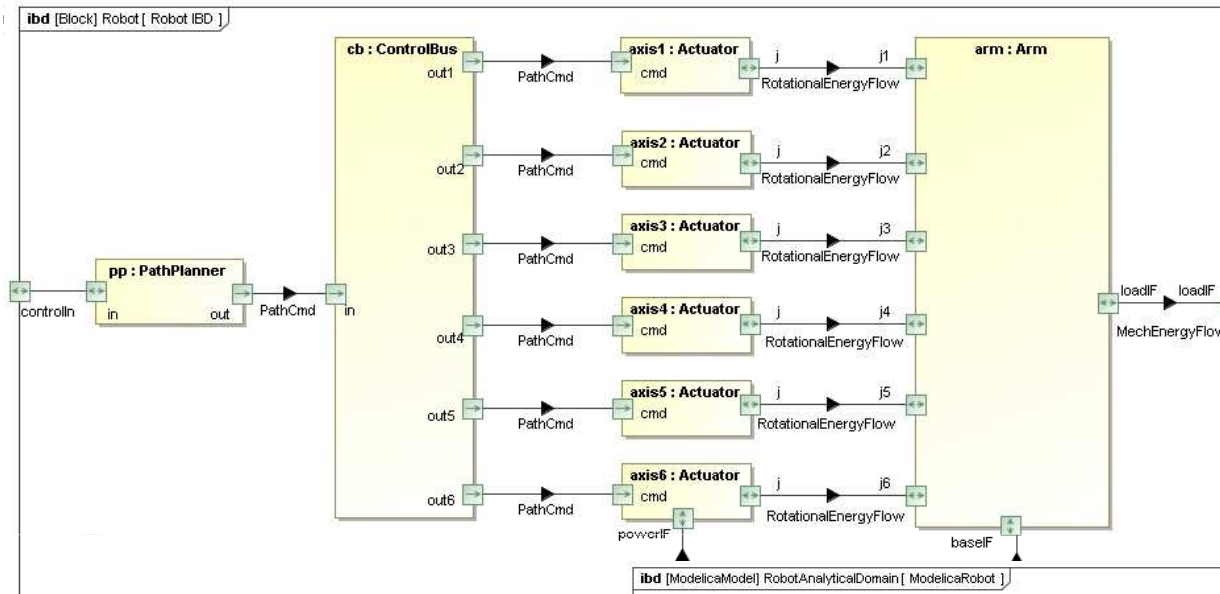 ibd [Block] Robot [ Robot IBD ]
cb : ControlBus
axis1 : Actuator
arm : Arm
out1
PathCmd
cmd
j
j1
RotationalEnergyFlow
axis2 : Actuator
out2
PathCmd
cmd
j
j2
RotationalEnergyFlow
axis3 : Actuator
out3
PathCmd
cmd
j
j3
RotationalEnergyFlow
pp : PathPlanner
controlIn
in
out
PathCmd
in
loadIF
loadIF
MechEnergyFlow
axis4 : Actuator
out4
PathCmd
cmd
j
j4
RotationalEnergyFlow
axis5 : Actuator
out5
PathCmd
cmd
j
j5
RotationalEnergyFlow
axis6 : Actuator
out6
PathCmd
cmd
j
j6
RotationalEnergyFlow
powerIF
baseIF
ibd [ModelicaModel] RobotAnalyticalDomain [ ModelicaRobot ]